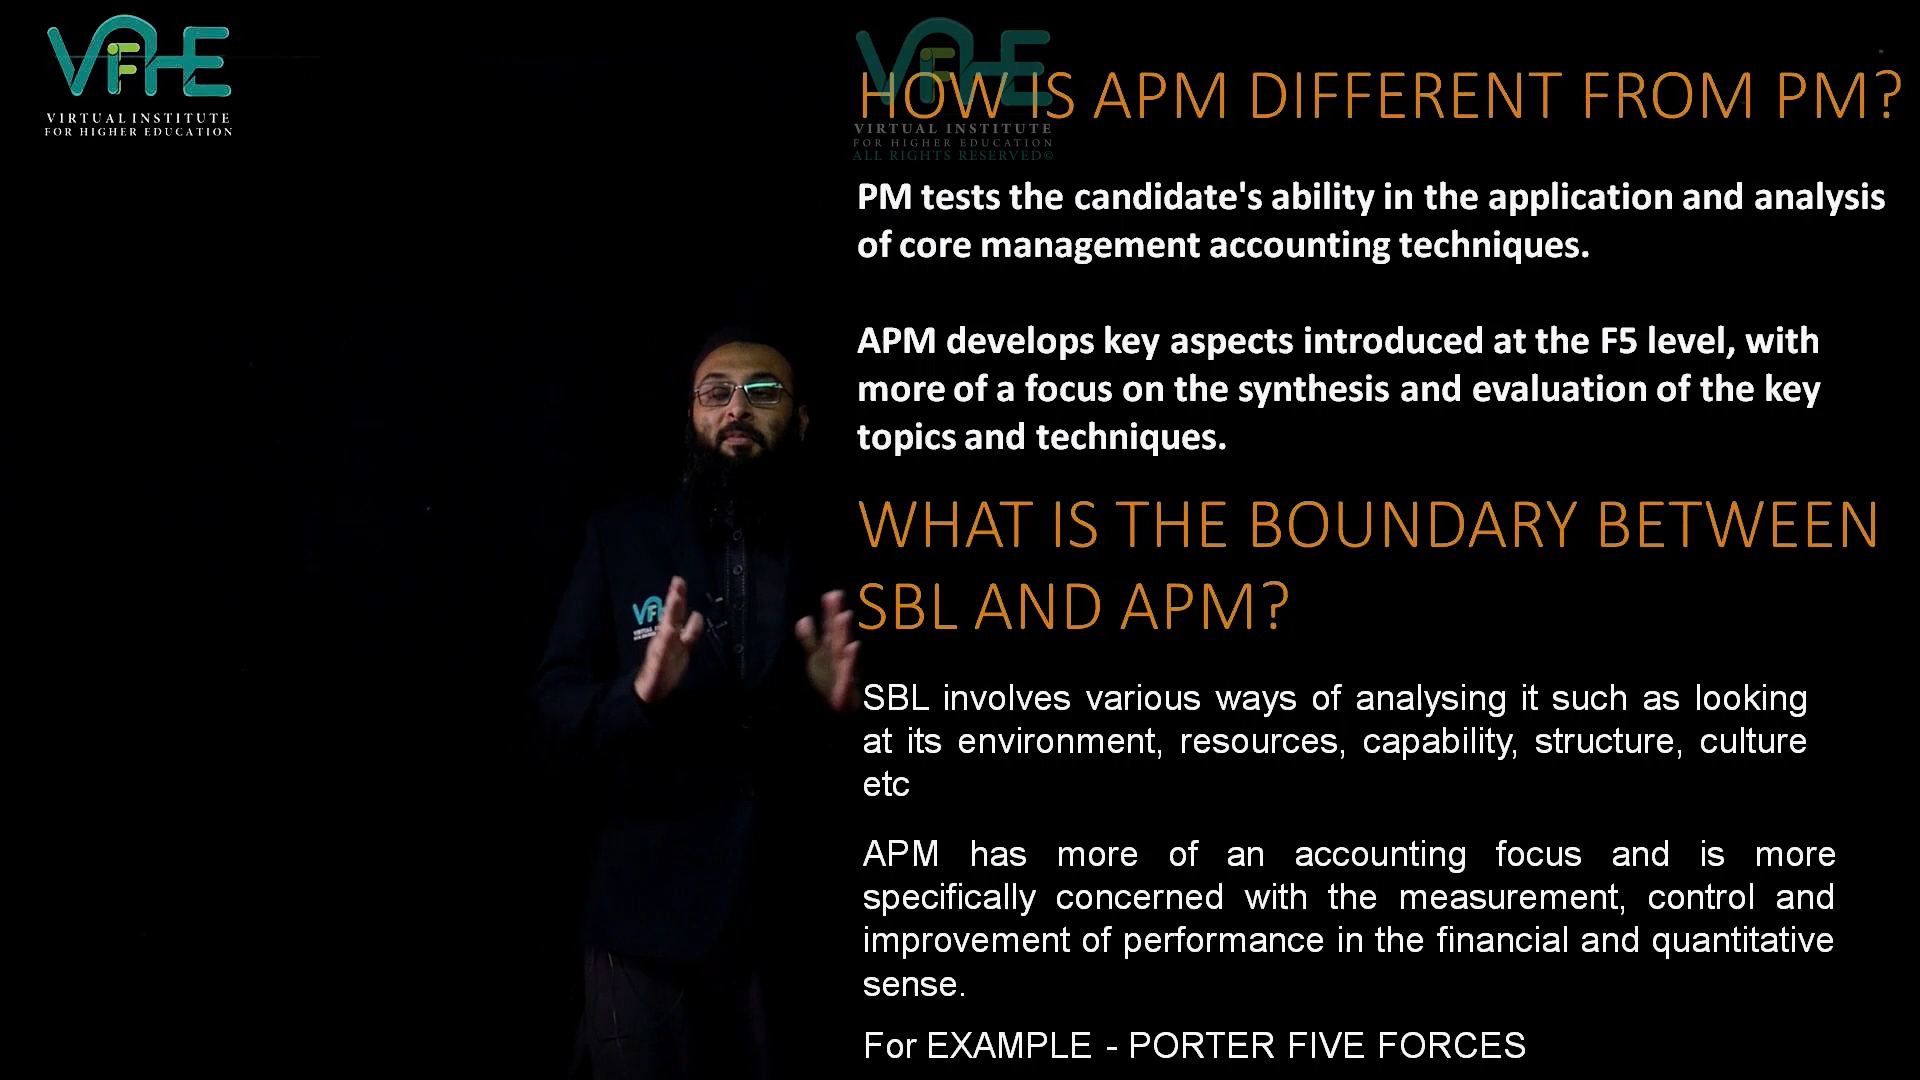 VIFHE
VIRTUAL INSTITUTE
FOR HIGHER EDUCATION
VIFHE
HOW IS APM DIFFERENT FROM PM?
VIRTUAL INSTITUTE
FOR HIGHER EDUCATION
ALL RIGHTS RESERVED©
PM tests the candidate's ability in the application and analysis
of core management accounting techniques.
APM develops key aspects introduced at the F5 level, with
more of a focus on the synthesis and evaluation of the key
topics and techniques.
WHAT IS THE BOUNDARY BETWEEN
SBL AND APM?
SBL involves various ways of analysing it such as looking
at its environment, resources, capability, structure, culture
etc
APM has more of an accounting focus and is more
specifically concerned with the measurement, control and
improvement of performance in the financial and quantitative
sense.
For EXAMPLE - PORTER FIVE FORCES